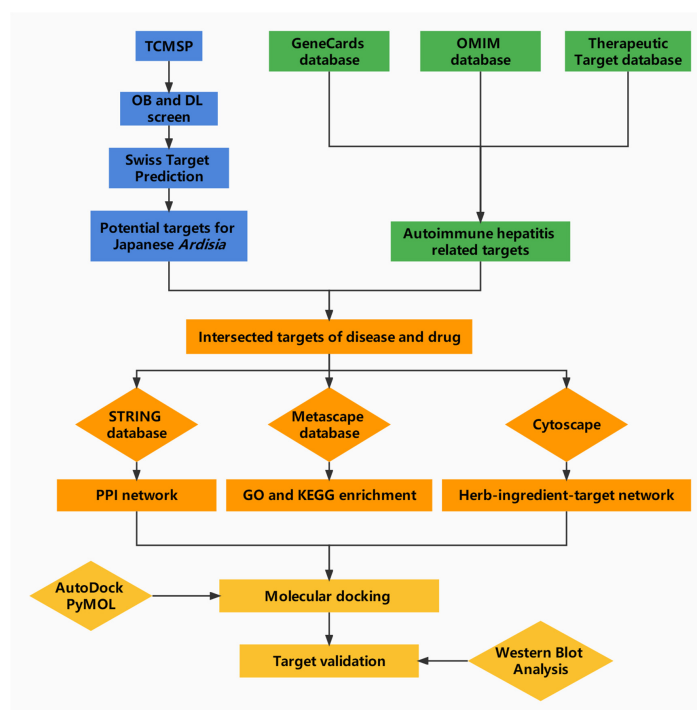 TCMSP
GeneCards
database
OMIM
database
Therapeutic
Target database
OB and DL
screen
Swiss Target
Prediction
Potential targets for
Japanese Ardisia
Autoimmune hepatitis
related targets
Intersected targets of disease and drug
STRING
database
Metascape
database
Cytoscape
PPI network
GO and KEGG enrichment
Herb-ingredient-target network
AutoDock
PyMOL
Molecular docking
Target validation
Western Blot
Analysis